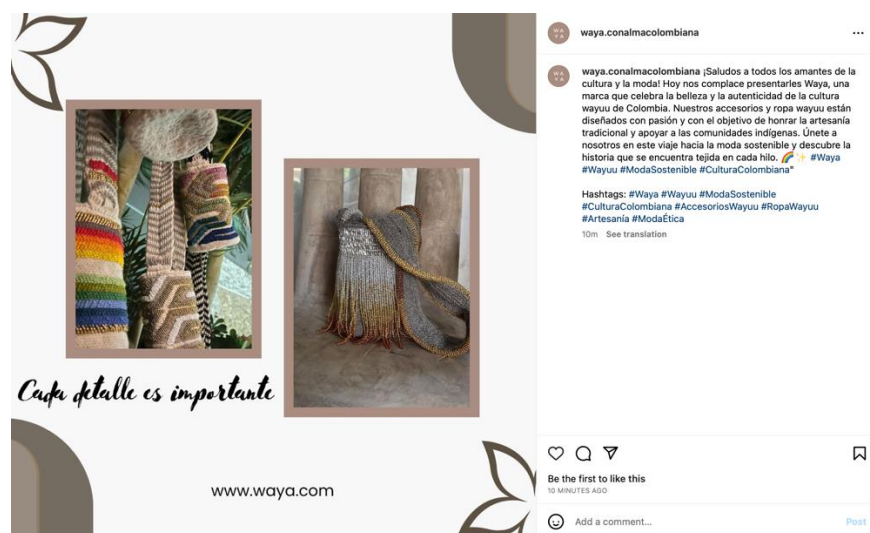 Cada detalle es importante
www.waya.com
WA
YA
waya.conalmacolombiana
WA
YA
waya.conalmacolombiana ¡Saludos a todos los amantes de la
cultura y la moda! Hoy nos complace presentarles Waya, una
marca que celebra la belleza y la autenticidad de la cultura
wayuu de Colombia. Nuestros accesorios y ropa wayuu están
diseñados con pasión y con el objetivo de honrar la artesanía
tradicional y apoyar a las comunidades indígenas. Únete a
nosotros en este viaje hacia la moda sostenible y descubre la
historia que se encuentra tejida en cada hilo. 🌈✨ #Waya
#Wayuu #ModaSostenible #CulturaColombiana"
Hashtags: #Waya #Wayuu #ModaSostenible
#CulturaColombiana #AccesoriosWayuu #RopaWayuu
#Artesanía #ModaÉtica
10m See translation
Be the first to like this
10 MINUTES AGO
Add a comment...
Post